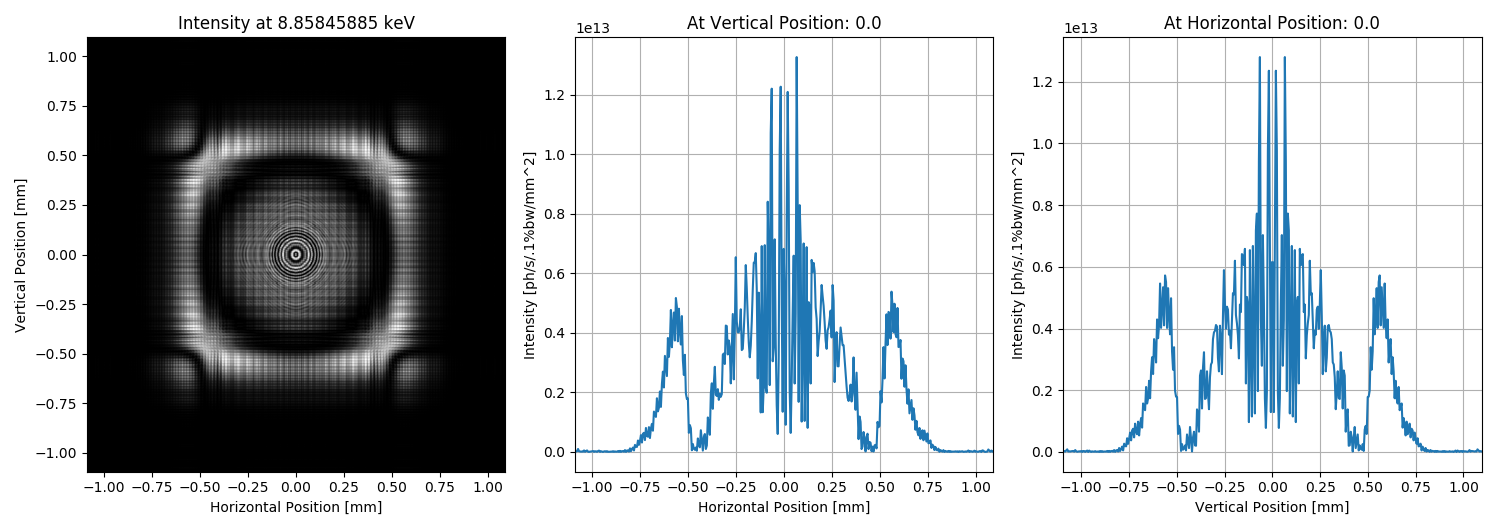 Intensity at 8.85845885 keV
1.00
0.75
0.50
0.25
0.00
−0.25
−0.50
−0.75
−1.00
Vertical Position [mm]
−1.00 −0.75 −0.50 −0.25 0.00 0.25 0.50 0.75 1.00
Horizontal Position [mm]
At Vertical Position: 0.0
1e13
1.2
1.0
0.8
0.6
0.4
0.2
0.0
Intensity [ph/s/.1%bw/mm^2]
−1.00 −0.75 −0.50 −0.25 0.00 0.25 0.50 0.75 1.00
Horizontal Position [mm]
At Horizontal Position: 0.0
1e13
1.2
1.0
0.8
0.6
0.4
0.2
0.0
Intensity [ph/s/.1%bw/mm^2]
−1.00 −0.75 −0.50 −0.25 0.00 0.25 0.50 0.75 1.00
Vertical Position [mm]